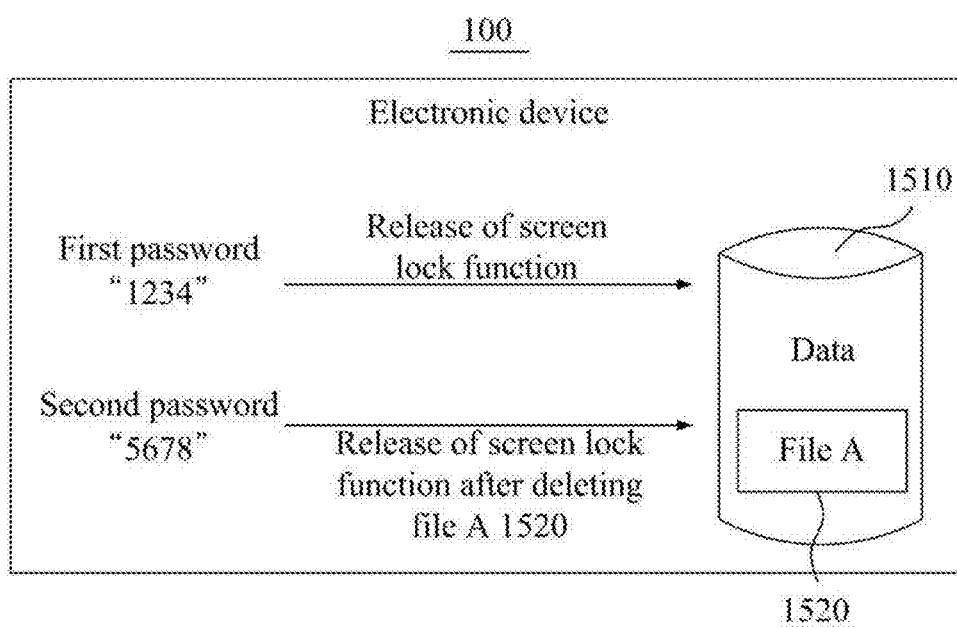 100
Electronic device
1510
First password
“1234”
Release of screen
lock function
Data
Second password
“5678”
Release of screen lock
function after deleting
file A 1520
File A
1520